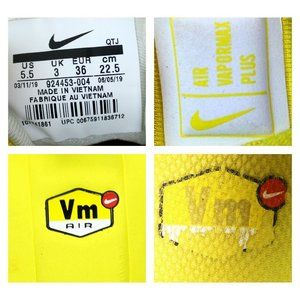 QTJ
US UK EUR cm
5.5 3 36 22.5
03/11/19 924453-004 06/05/19
MADE IN VIETNAM
FABRIQUE AU VIETNAM
UPC 00675911836712
AIR
VAPORMAX
PLUS
Vm
AIR
Vm